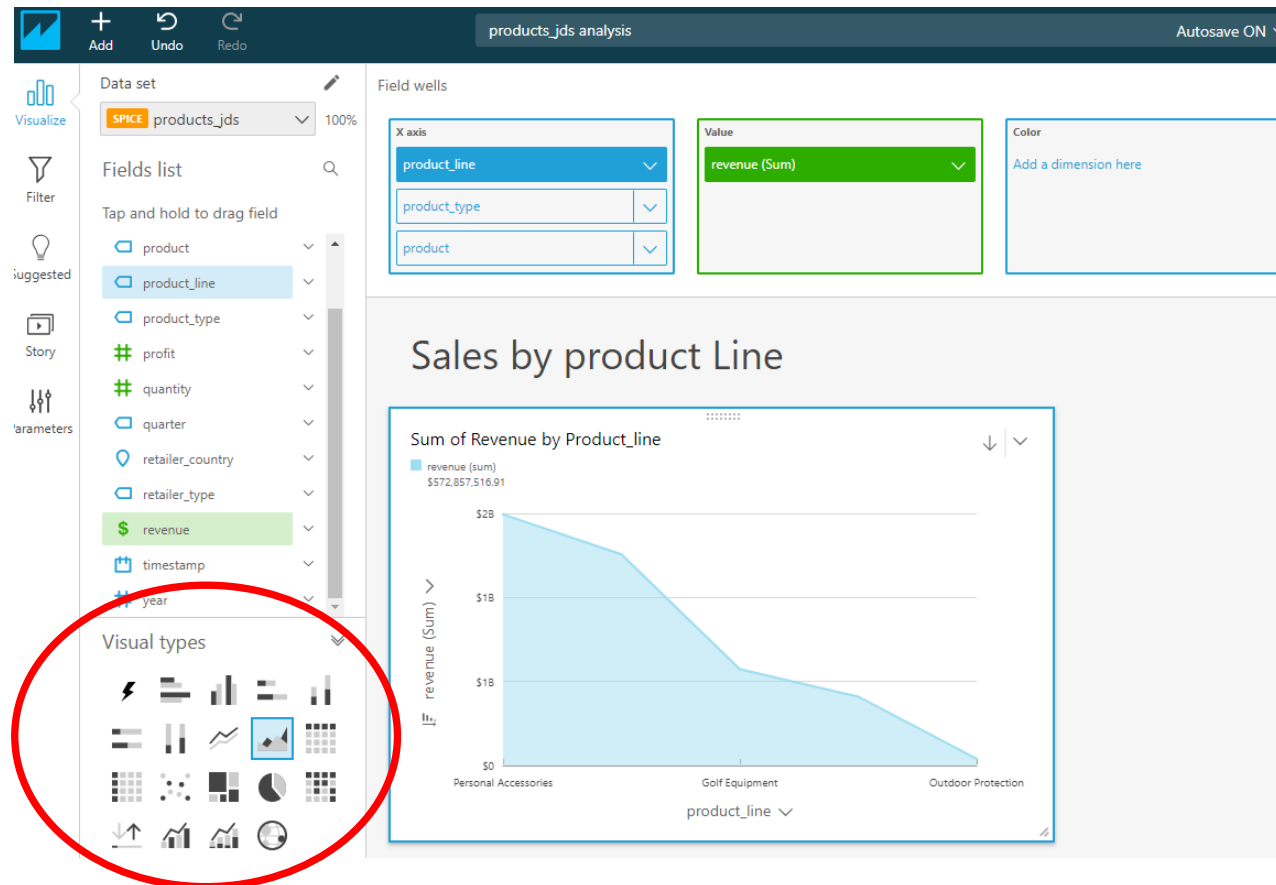 Add
Undo
Redo
products_jds analysis
Autosave ON
Visualize
Filter
Suggested
Story
Parameters
Data set
SPICE products_jds
100%
Fields list
Tap and hold to drag field
product
product_line
product_type
profit
quantity
quarter
retailer_country
retailer_type
$ revenue
timestamp
year
Visual types
Field wells
X axis
product_line
product_type
product
Value
revenue (Sum)
Color
Add a dimension here
Sales by product Line
Sum of Revenue by Product_line
revenue (sum)
$572,857,516.91
revenue (Sum)
$2B
$1B
$1B
$0
Personal Accessories
Golf Equipment
Outdoor Protection
product_line